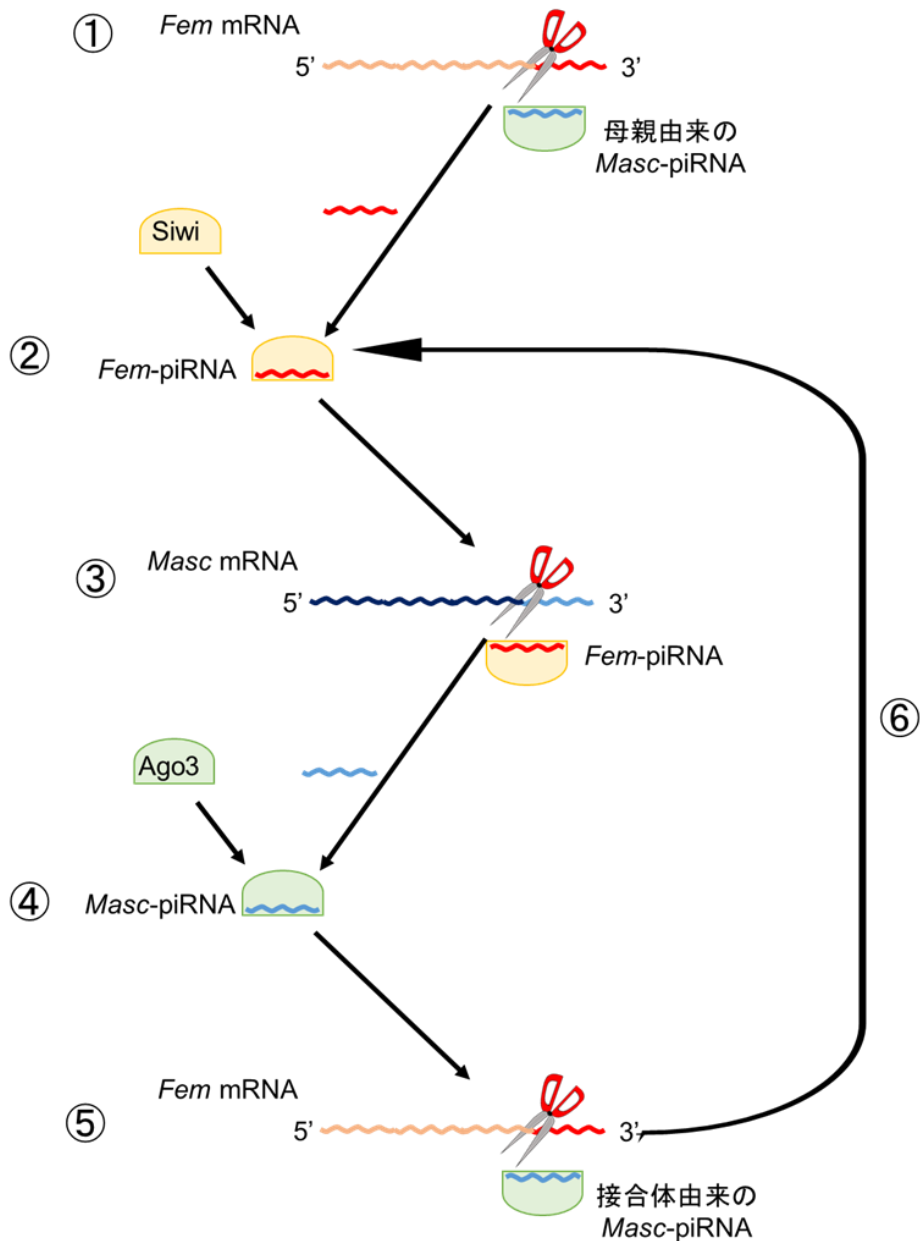 ① Fem mRNA
5’ 3’
母親由来の
Masc-piRNA
Siwi
② Fem-piRNA
③ Masc mRNA
5’ 3’
Fem-piRNA
⑥
Ago3
④ Masc-piRNA
⑤ Fem mRNA
5’ 3’
接合体由来の
Masc-piRNA